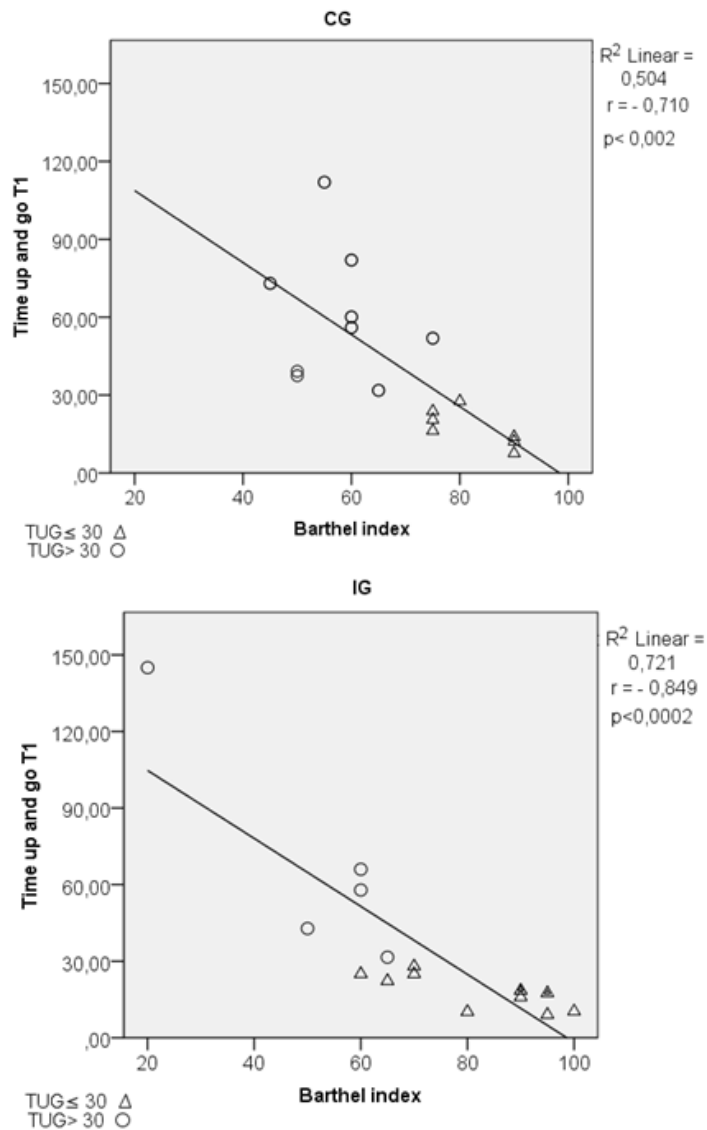 CG
R² Linear =
0,504
r = - 0,710
p< 0,002
150,00
120,00
90,00
60,00
30,00
,00
Time up and go T1
20 40 60 80 100
Barthel index
TUG≤ 30 △
TUG> 30 ○
IG
R² Linear =
0,721
r = - 0,849
p<0,0002
150,00
120,00
90,00
60,00
30,00
,00
Time up and go T1
20 40 60 80 100
Barthel index
TUG≤ 30 △
TUG> 30 ○